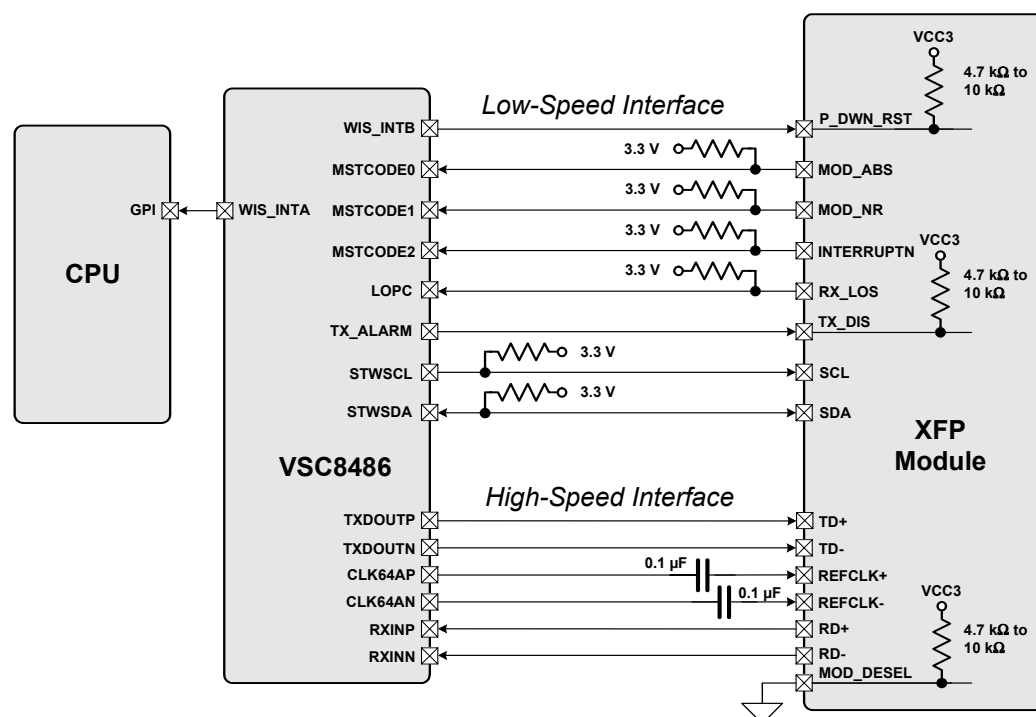 VCC3
4.7 kΩ to
10 kΩ
Low-Speed Interface
WIS_INTB
P_DWN_RST
3.3 V
MSTCODE0
MOD_ABS
3.3 V
GPI
WIS_INTA
MSTCODE1
MOD_NR
3.3 V
MSTCODE2
INTERRUPTN
VCC3
CPU
3.3 V
4.7 kΩ to
10 kΩ
LOPC
RX_LOS
TX_ALARM
TX_DIS
3.3 V
STWSCL
SCL
3.3 V
STWSDA
SDA
XFP
Module
VSC8486
High-Speed Interface
TXDOUTP
TD+
TXDOUTN
TD-
0.1 µF
CLK64AP
REFCLK+
0.1 µF
CLK64AN
REFCLK-
VCC3
RXINP
RD+
4.7 kΩ to
10 kΩ
RXINN
RD-
MOD_DESEL